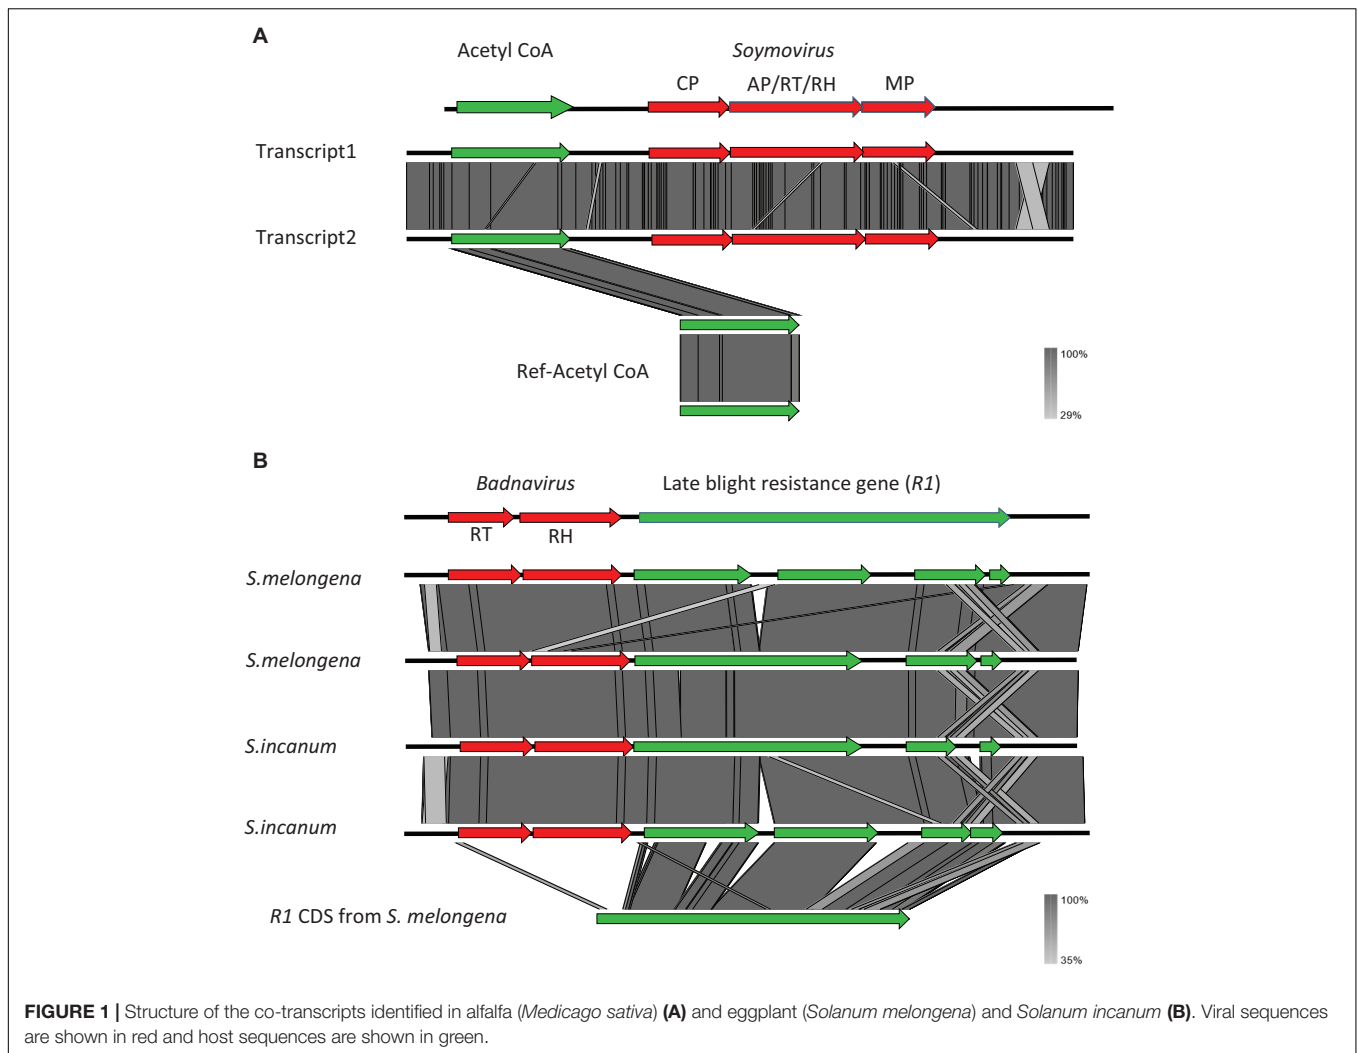 A
Acetyl CoA
Soymovirus
CP
AP/RT/RH
MP
Transcript1
Transcript2
Ref-Acetyl CoA
100%
29%
B
Badnavirus
Late blight resistance gene (R1)
RT
RH
S.melongena
S.melongena
S.incanum
S.incanum
R1 CDS from S. melongena
100%
35%
FIGURE 1 | Structure of the co-transcripts identified in alfalfa (Medicago sativa) (A) and eggplant (Solanum melongena) and Solanum incanum (B). Viral sequences
are shown in red and host sequences are shown in green.